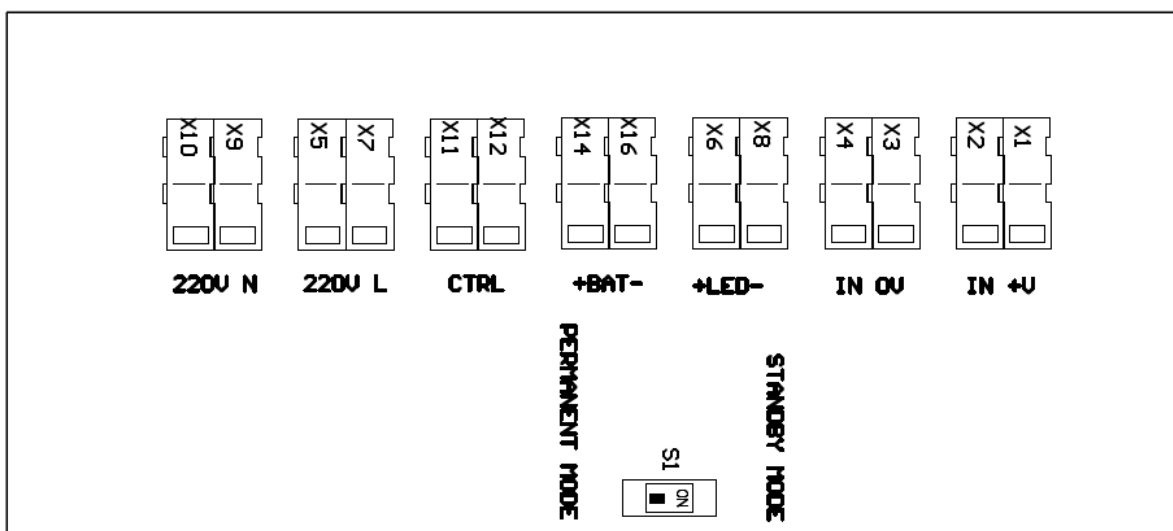 X10 X9 X5 X7 X11 X12 X14 X16 X6 X8 X4 X3 X2 X1
220V N 220V L CTRL +BAT- +LED- IN 0V IN +V
PERMANENT MODE
STANDBY MODE
S1
ON